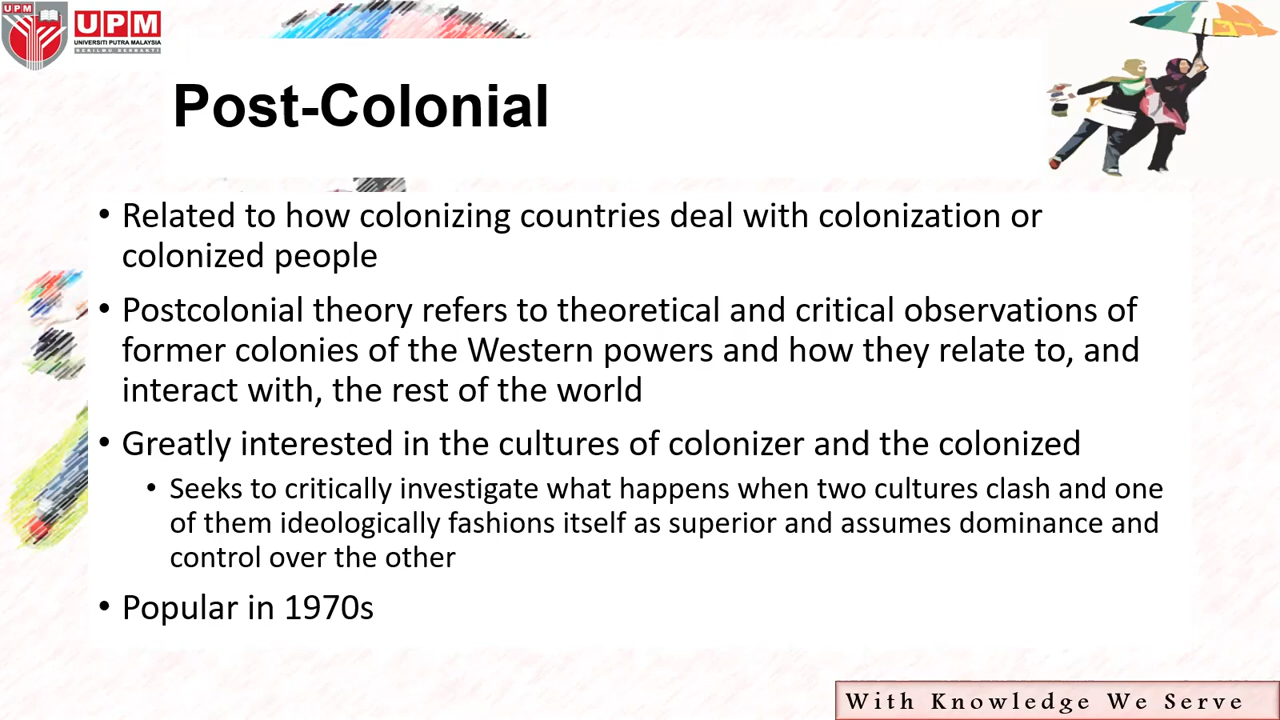 UPM
UPM
UNIVERSITI PUTRA MALAYSIA
BERILMU BERBAKTI
Post-Colonial
• Related to how colonizing countries deal with colonization or
colonized people
• Postcolonial theory refers to theoretical and critical observations of
former colonies of the Western powers and how they relate to, and
interact with, the rest of the world
• Greatly interested in the cultures of colonizer and the colonized
• Seeks to critically investigate what happens when two cultures clash and one
of them ideologically fashions itself as superior and assumes dominance and
control over the other
• Popular in 1970s
With Knowledge We Serve